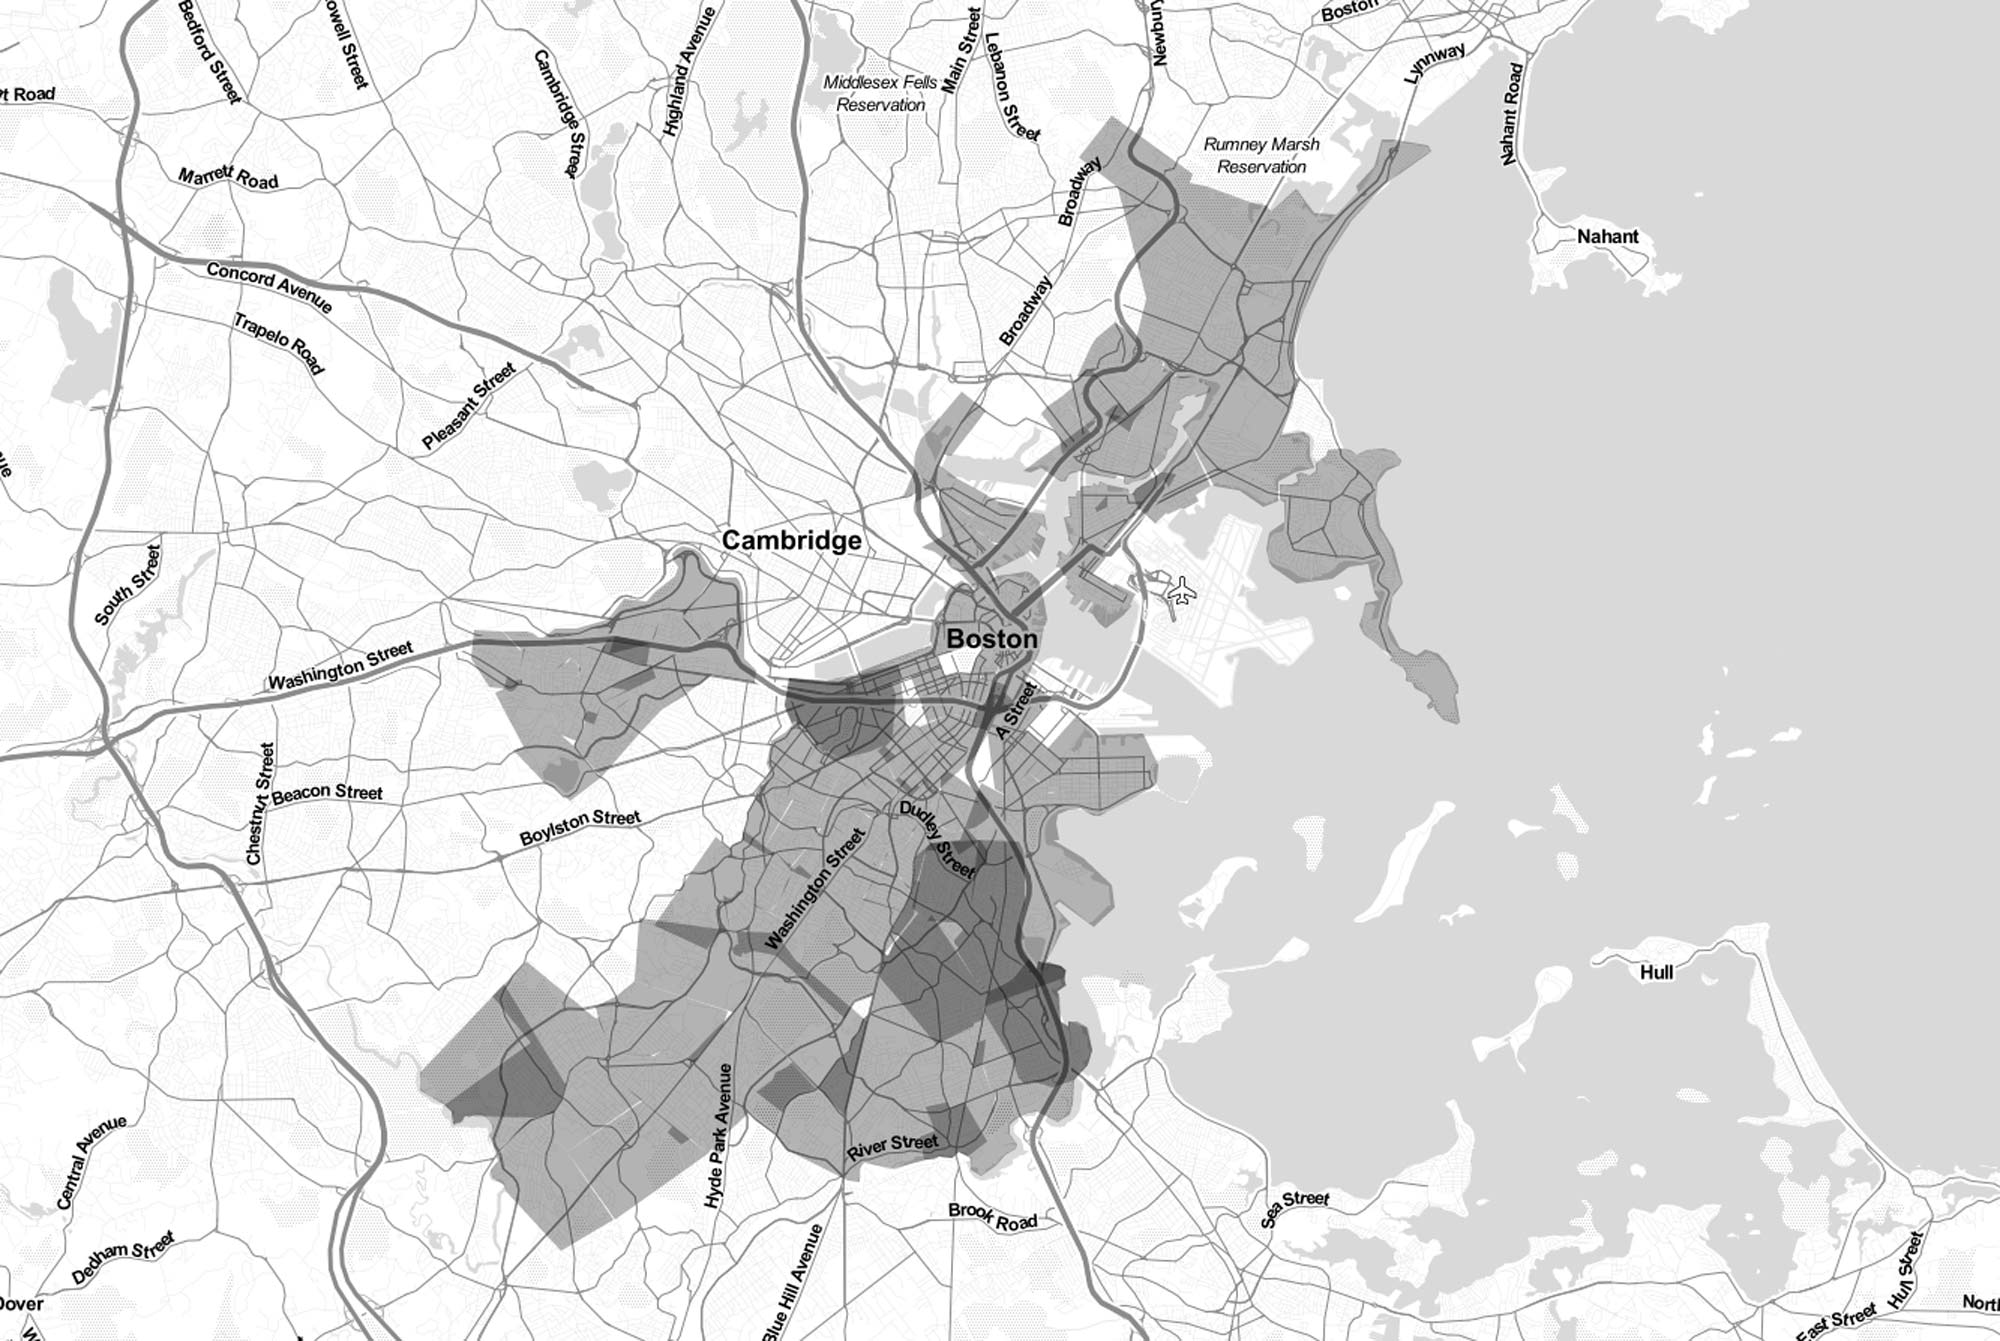 Bedford Street
owell Street
Highland Avenue
Main Street
Newbury
Boston
Lynnway
Cambridge Street
Lebanon Street
Middlesex Fells
Reservation
Nahant Road
t Road
Rumney Marsh
Reservation
Marrett Road
Broadway
Nahant
Concord Avenue
Broadway
Trapelo Road
Pleasant Street
ue
Cambridge
South Street
Boston
Washington Street
A Street
Chestnut Street
Beacon Street
Boylston Street
Dudley Street
Washington Street
Hull
Central Avenue
Hyde Park Avenue
River Street
Sea Street
Brook Road
Dedham Street
Blue Hill Avenue
Hull Street
Dover
East Street
Nort
W